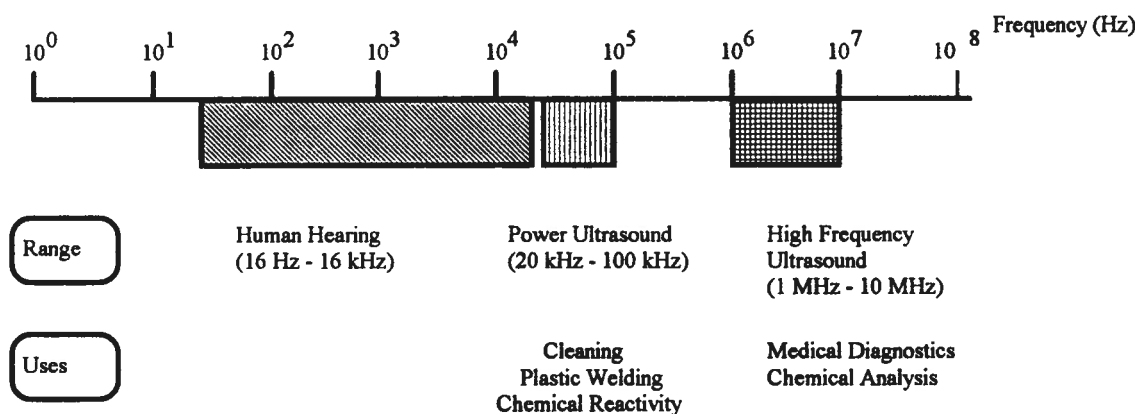 Frequency (Hz)
10^0 10^1 10^2 10^3 10^4 10^5 10^6 10^7 10^8
Range
Human Hearing
(16 Hz - 16 kHz)
Power Ultrasound
(20 kHz - 100 kHz)
High Frequency
Ultrasound
(1 MHz - 10 MHz)
Uses
Cleaning
Plastic Welding
Chemical Reactivity
Medical Diagnostics
Chemical Analysis